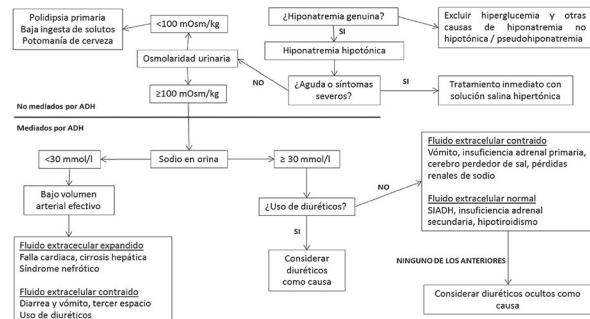 Polidipsia primaria
Baja ingesta de solutos
Potomanía de cerveza
<100 mOsm/kg
¿Hiponatremia genuina?
Excluir hiperglucemia y otras
causas de hiponatremia no
hipotónica / pseudohiponatremia
SI
Hiponatremia hipotónica
Osmolaridad urinaria
NO
¿Aguda o síntomas
severos?
SI
Tratamiento inmediato con
solución salina hipertónica
≥100 mOsm/kg
No mediados por ADH
Mediados por ADH
<30 mmol/l
Sodio en orina
≥ 30 mmol/l
Fluido extracelular contraido
Vómito, insuficiencia adrenal primaria,
cerebro perdedor de sal, pérdidas
renales de sodio
Fluido extracelular normal
SIADH, insuficiencia adrenal
secundaria, hipotiroidismo
NO
Bajo volumen
arterial efectivo
¿Uso de diuréticos?
SI
Fluido extracecular expandido
Falla cardiaca, cirrosis hepática
Síndrome nefrótico
Fluido extracelular contraido
Diarrea y vómito, tercer espacio
Uso de diuréticos
Considerar
diuréticos
como causa
NINGUNO DE LOS ANTERIORES
Considerar diuréticos ocultos como
causa